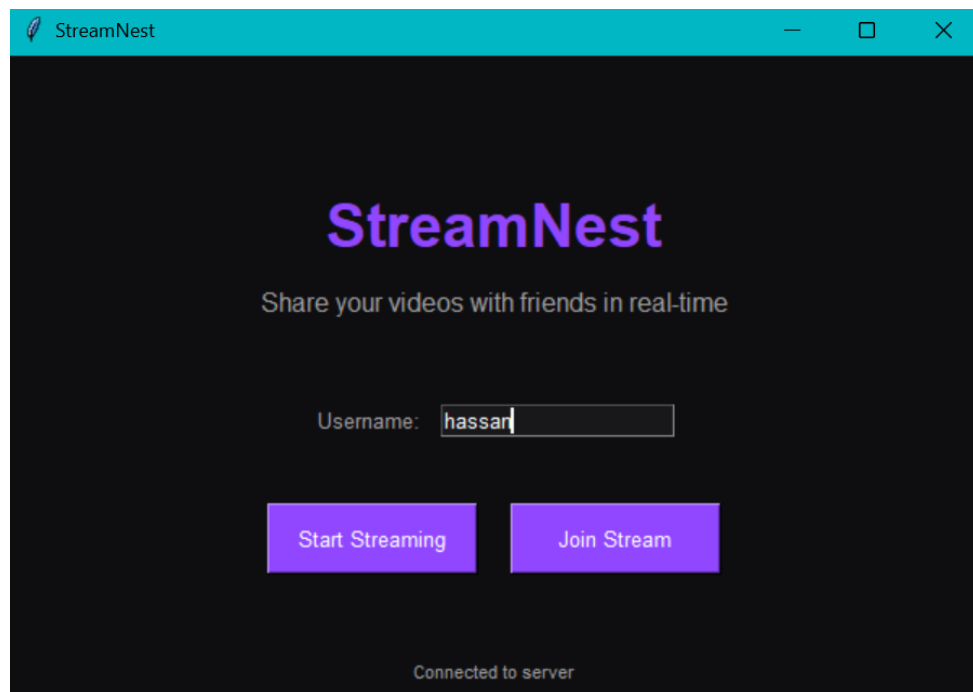 StreamNest
StreamNest
Share your videos with friends in real-time
Username: hassan
Start Streaming Join Stream
Connected to server